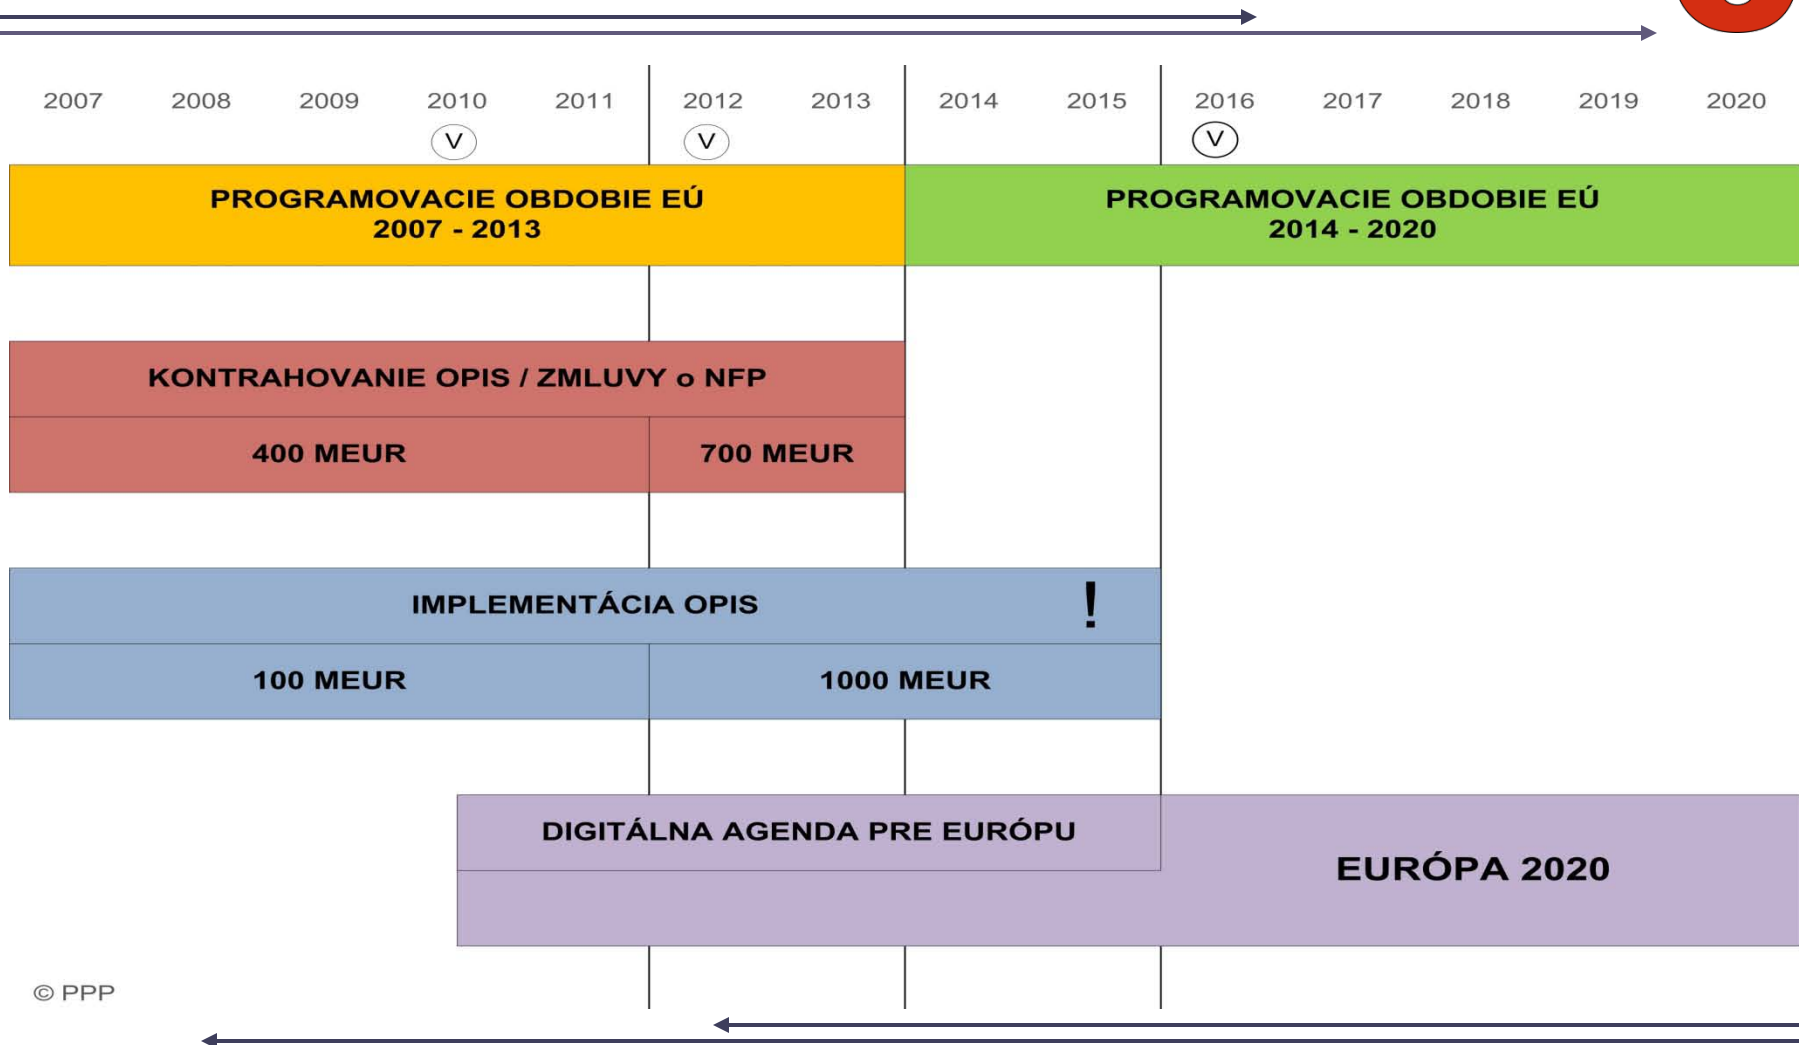 2007 2008 2009 2010 2011 2012 2013 2014 2015 2016 2017 2018 2019 2020
V V V
PROGRAMOVACIE OBDOBIE EÚ
2007 - 2013
PROGRAMOVACIE OBDOBIE EÚ
2014 - 2020
KONTRAHOVANIE OPIS / ZMLUVY o NFP
400 MEUR 700 MEUR
IMPLEMENTÁCIA OPIS !
100 MEUR 1000 MEUR
DIGITÁLNA AGENDA PRE EURÓPU
EURÓPA 2020
© PPP